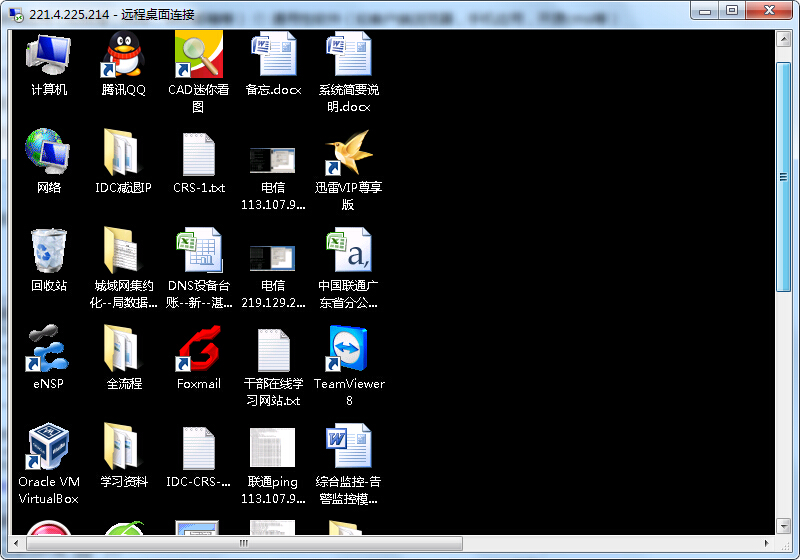 221.4.225.214 - 远程桌面连接
计算机
腾讯QQ
CAD迷你看
图
备忘.docx
系统简要说
明.docx
网络
IDC减退IP
CRS-1.txt
电信
113.107.9...
迅雷VIP尊享
版
回收站
城域网集约
化--局数据...
DNS设备台
账--新--湛...
电信
219.129.2...
中国联通广
东省分公...
eNSP
全流程
Foxmail
干部在线学
习网站.txt
TeamViewer
8
Oracle VM
VirtualBox
学习资料
IDC-CRS-...
联通ping
113.107.9...
综合监控-告
警监控模...